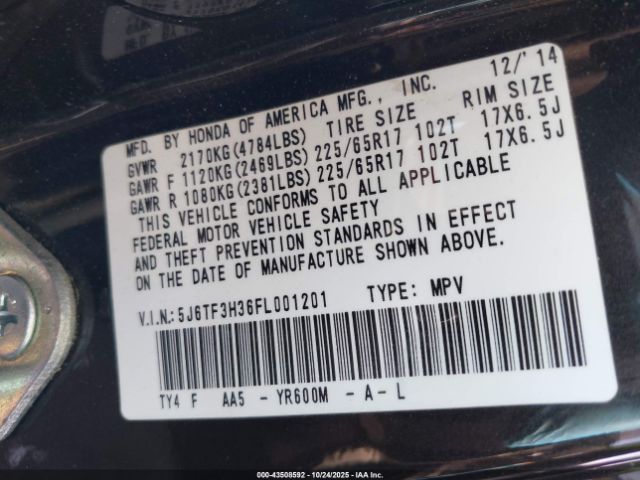 MFD. BY HONDA OF AMERICA MFG., INC. 12/'14
GVWR 2170KG(4784LBS) TIRE SIZE RIM SIZE
GAWR F 1120KG(2469LBS) 225/65R17 102T 17X6.5J
GAWR R 1080KG(2381LBS) 225/65R17 102T 17X6.5J
THIS VEHICLE CONFORMS TO ALL APPLICABLE
FEDERAL MOTOR VEHICLE SAFETY
AND THEFT PREVENTION STANDARDS IN EFFECT
ON THE DATE OF MANUFACTURE SHOWN ABOVE.
V.I.N.:5J6TF3H36FL001201 TYPE: MPV
TY4 F AA5 - YR600M - A - L
000-43508592 - 10/24/2025 - IAA Inc.